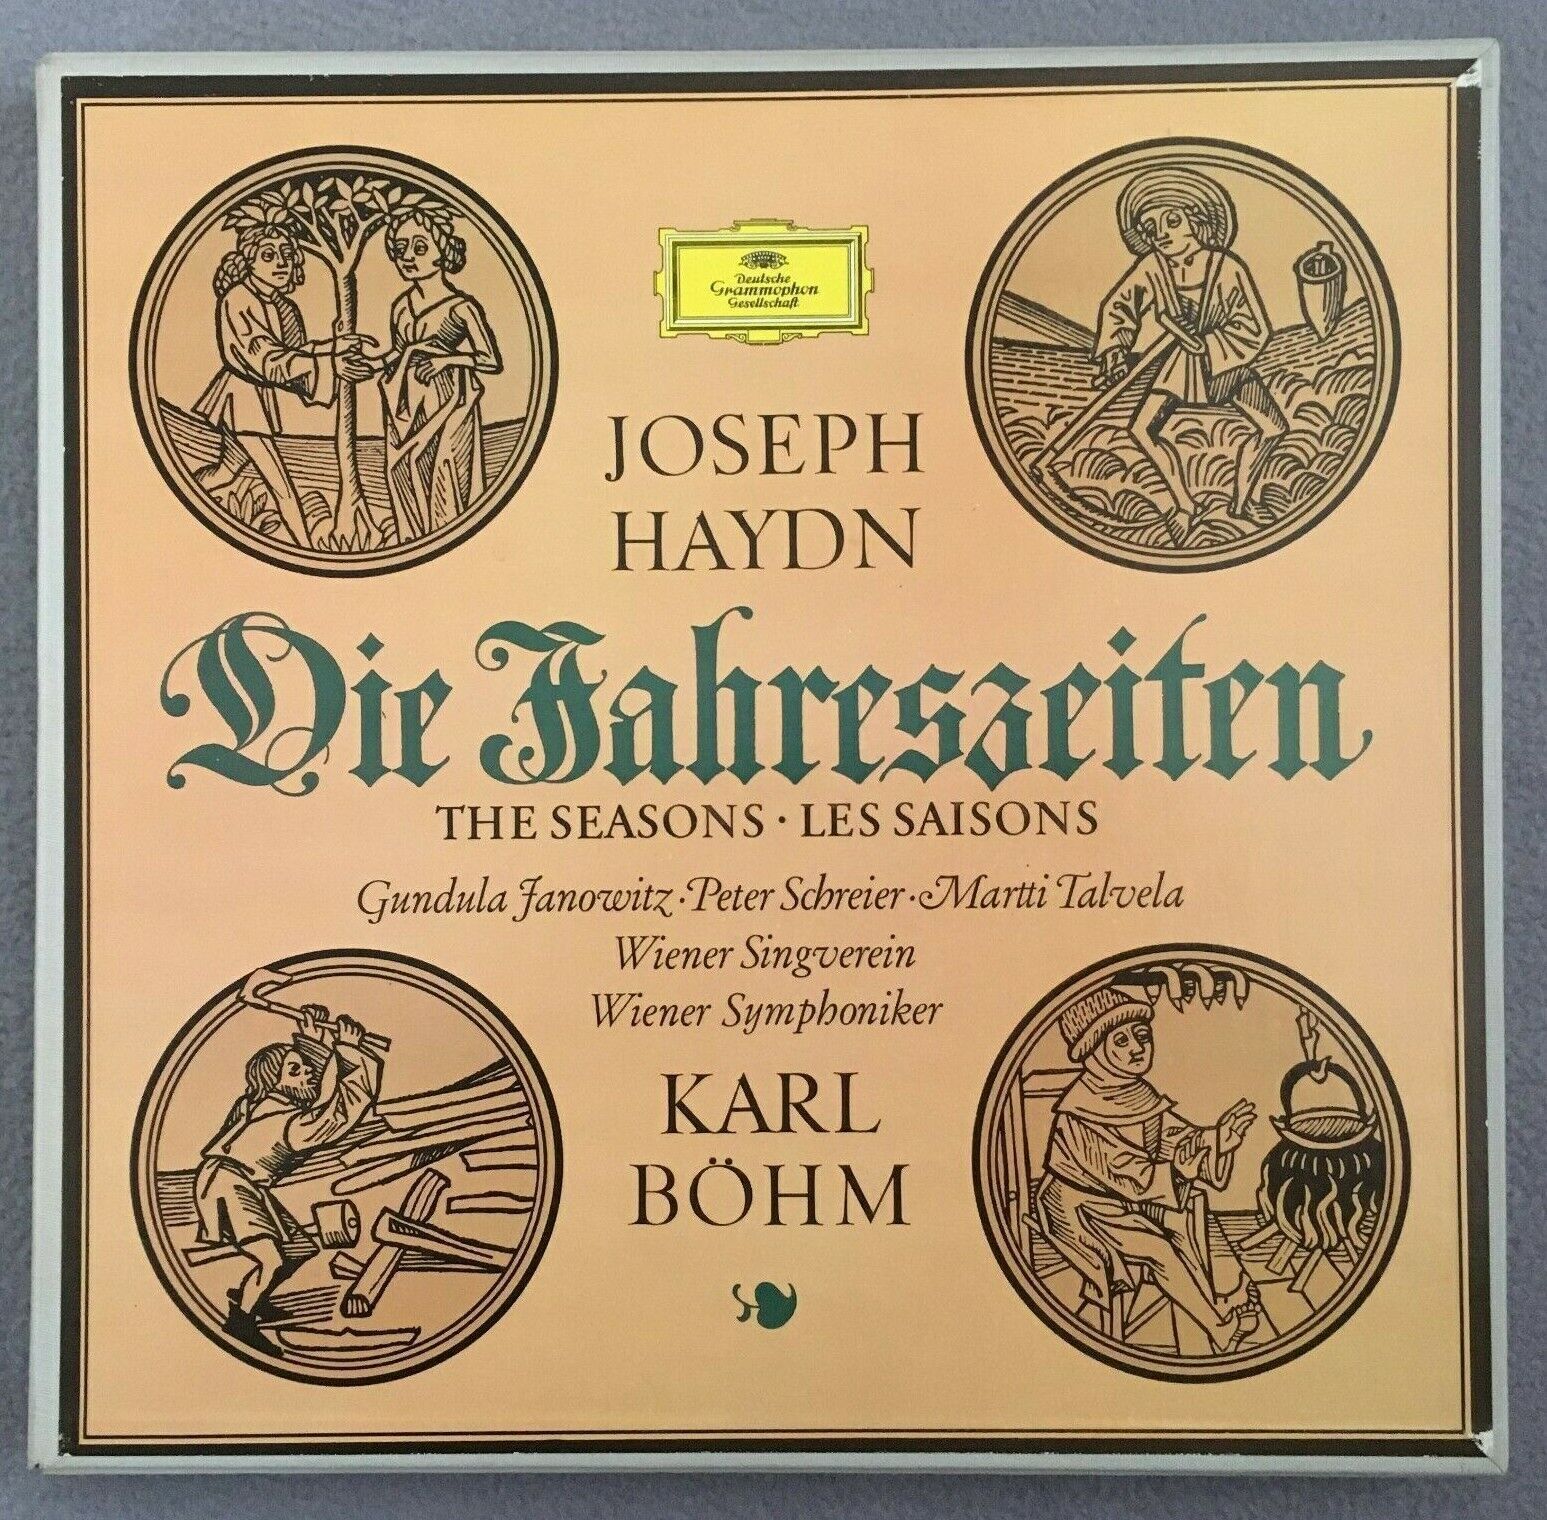 Deutsche
Grammophon
Gesellschaft
JOSEPH
HAYDN
Die Jahreszeiten
THE SEASONS · LES SAISONS
Gundula Janowitz · Peter Schreier · Martti Talvela
Wiener Singverein
Wiener Symphoniker
KARL
BÖHM